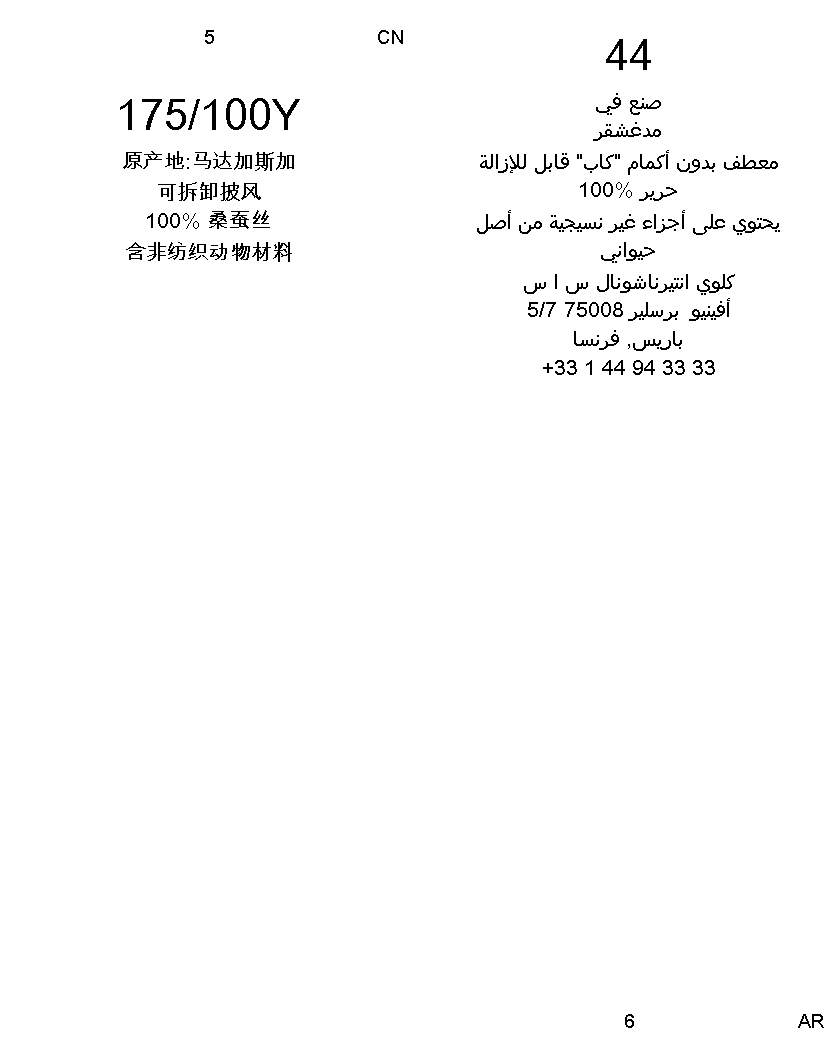 5
CN
175/100Y
原产地:马达加斯加
可拆卸披风
100% 桑蚕丝
含非纺织动物材料
44
صنع في
مدغشقر
معطف بدون أكمام "كاب" قابل للإزالة
حرير %100
يحتوي على أجزاء غير نسيجية من أصل
حيواني
كلوي انتيرناشونال س ا س
أفينيو برسلير 75008 5/7
باريس, فرنسا
+33 1 44 94 33 33
6
AR